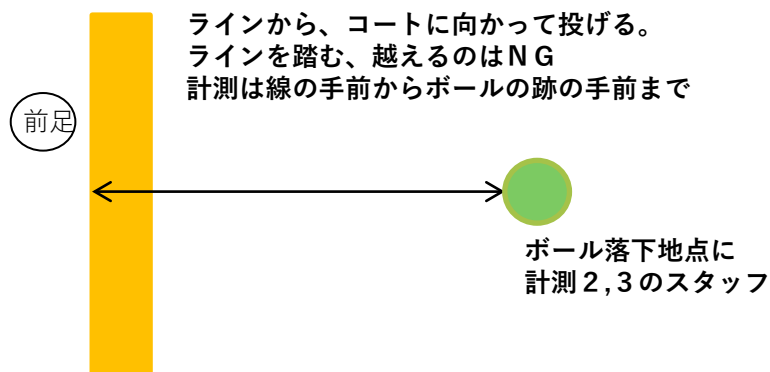 ラインから、コートに向かって投げる。
ラインを踏む、越えるのはＮＧ
計測は線の手前からボールの跡の手前まで
前足
ボール落下地点に
計測２,３のスタッフ